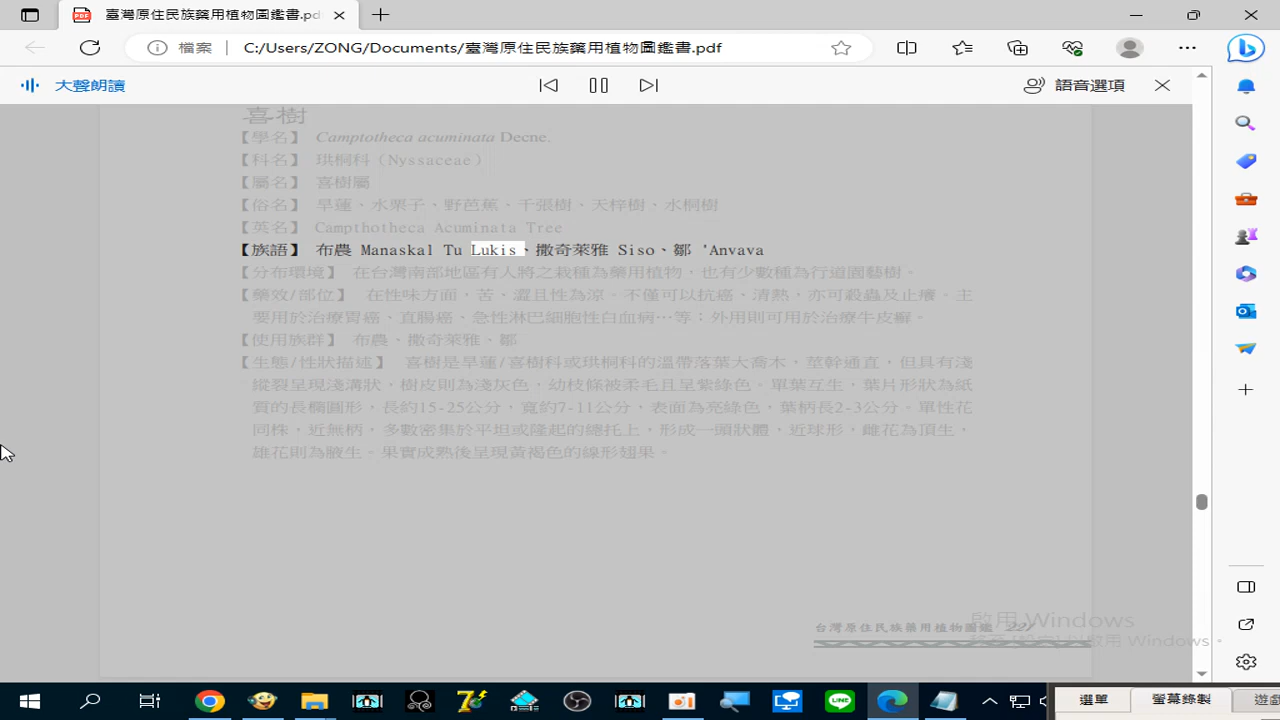 臺灣原住民族藥用植物圖鑑書.pd
檔案
C:/Users/ZONG/Documents/臺灣原住民族藥用植物圖鑑書.pdf
大聲朗讀
語音選項
喜樹
【學名】 Camptotheca acuminata Decne.
【科名】 珙桐科（Nyssaceae）
【屬名】 喜樹屬
【俗名】 旱蓮、水栗子、野芭蕉、千張樹、天梓樹、水桐樹
【英名】 Campthotheca Acuminata Tree
【族語】 布農 Manaskal Tu Lukis、撒奇萊雅 Siso、鄒 'Anvava
【分布環境】 在台灣南部地區有人將之栽種為藥用植物，也有少數種為行道園藝樹。
【藥效/部位】 在性味方面，苦、澀且性為涼。不僅可以抗癌，清熱，亦可殺蟲及止癢。主
要用於治療胃癌、直腸癌、急性淋巴細胞性白血病…等；外用則可用於治療牛皮癬。
【使用族群】 布農、撒奇萊雅、鄒
【生態/性狀描述】 喜樹是旱蓮/喜樹科或珙桐科的溫帶落葉大喬木，莖幹通直，但具有淺
縱裂呈現淺溝狀，樹皮則為淺灰色，幼枝條被柔毛且呈紫綠色。單葉互生，葉片形狀為紙
質的長橢圓形，長約15-25公分，寬約7-11公分，表面為亮綠色，葉柄長2-3公分。單性花
同株，近無柄，多數密集於平坦或隆起的總托上，形成一頭狀體，近球形，雌花為頂生，
雄花則為腋生。果實成熟後呈現黃褐色的線形翅果。
啟用 Windows
台灣原住民族藥用植物圖鑑 221
選單
螢幕錄製